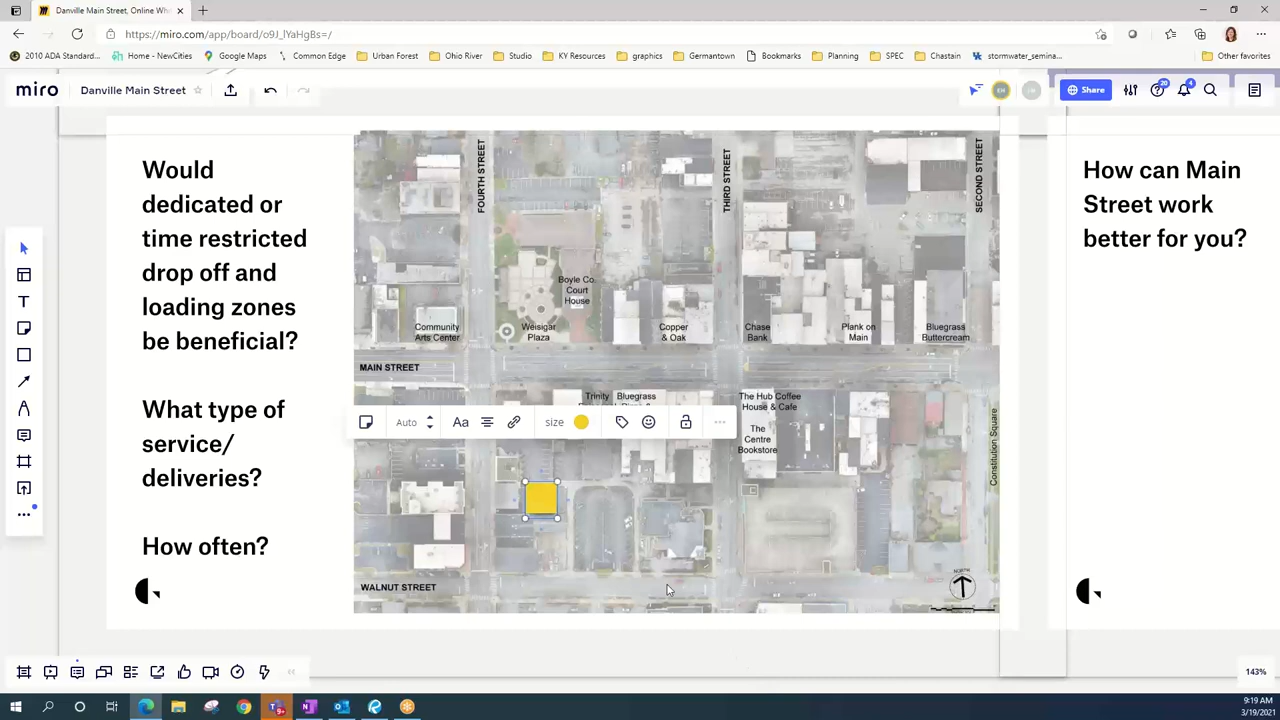 Danville Main Street, Online Wh
https://miro.com/app/board/o9J_lYaHgBs=/
2010 ADA Standard
Home - NewCities
Google Maps
Common Edge
Urban Forest
Ohio River
Studio
KY Resources
graphics
Germantown
Bookmarks
Planning
SPEC
Chastain
stormwater_semina...
Other favorites
miro
Danville Main Street
Share
20
4
Would
dedicated or
time restricted
drop off and
loading zones
be beneficial?
What type of
service/
deliveries?
How often?
FOURTH STREET
THIRD STREET
SECOND STREET
Boyle Co.
Court
House
Community
Arts Center
Weisigar
Plaza
Copper
& Oak
Chase
Bank
Plank on
Main
Bluegrass
Buttercream
MAIN STREET
Trinity
Bluegrass
The Hub Coffee
House & Cafe
The
Centre
Bookstore
Constitution Square
Auto
Aa
size
WALNUT STREET
NORTH
How can Main
Street work
better for you?
143%
9:19 AM
3/19/2021